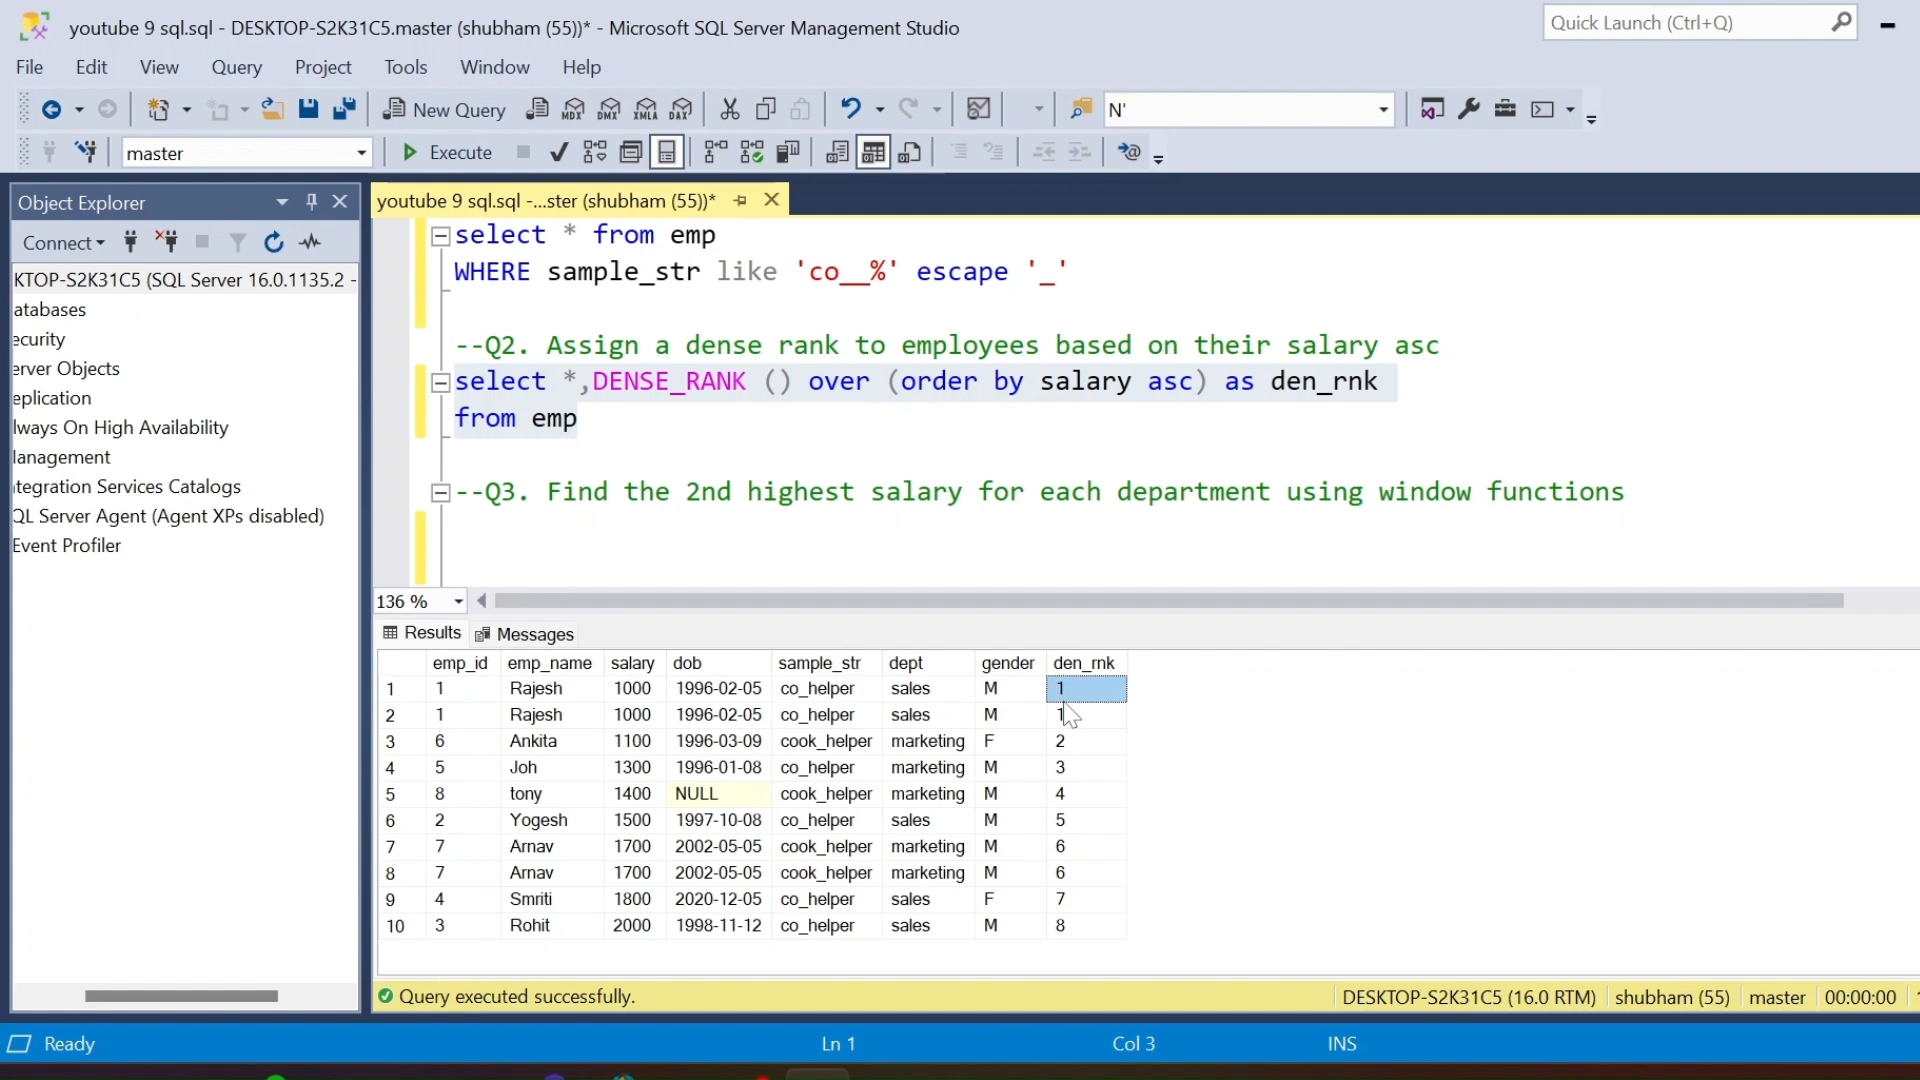 youtube 9 sql.sql - DESKTOP-S2K31C5.master (shubham (55))* - Microsoft SQL Server Management Studio
Quick Launch (Ctrl+Q)
File Edit View Query Project Tools Window Help
New Query MDX DMX XMLA DAX N'
master Execute
Object Explorer
youtube 9 sql.sql -...ster (shubham (55))*
Connect
KTOP-S2K31C5 (SQL Server 16.0.1135.2 -
atabases
ecurity
erver Objects
eplication
lways On High Availability
lanagement
tegration Services Catalogs
QL Server Agent (Agent XPs disabled)
Event Profiler
select * from emp
WHERE sample_str like 'co__%' escape '_'
--Q2. Assign a dense rank to employees based on their salary asc
select *,DENSE_RANK () over (order by salary asc) as den_rnk
from emp
--Q3. Find the 2nd highest salary for each department using window functions
136 %
Results Messages
emp_id emp_name salary dob sample_str dept gender den_rnk
1 1 Rajesh 1000 1996-02-05 co_helper sales M 1
2 1 Rajesh 1000 1996-02-05 co_helper sales M 1
3 6 Ankita 1100 1996-03-09 cook_helper marketing F 2
4 5 Joh 1300 1996-01-08 co_helper marketing M 3
5 8 tony 1400 NULL cook_helper marketing M 4
6 2 Yogesh 1500 1997-10-08 co_helper sales M 5
7 7 Arnav 1700 2002-05-05 cook_helper marketing M 6
8 7 Arnav 1700 2002-05-05 cook_helper marketing M 6
9 4 Smriti 1800 2020-12-05 co_helper sales F 7
10 3 Rohit 2000 1998-11-12 co_helper sales M 8
Query executed successfully.
DESKTOP-S2K31C5 (16.0 RTM) shubham (55) master 00:00:00
Ready Ln 1 Col 3 INS